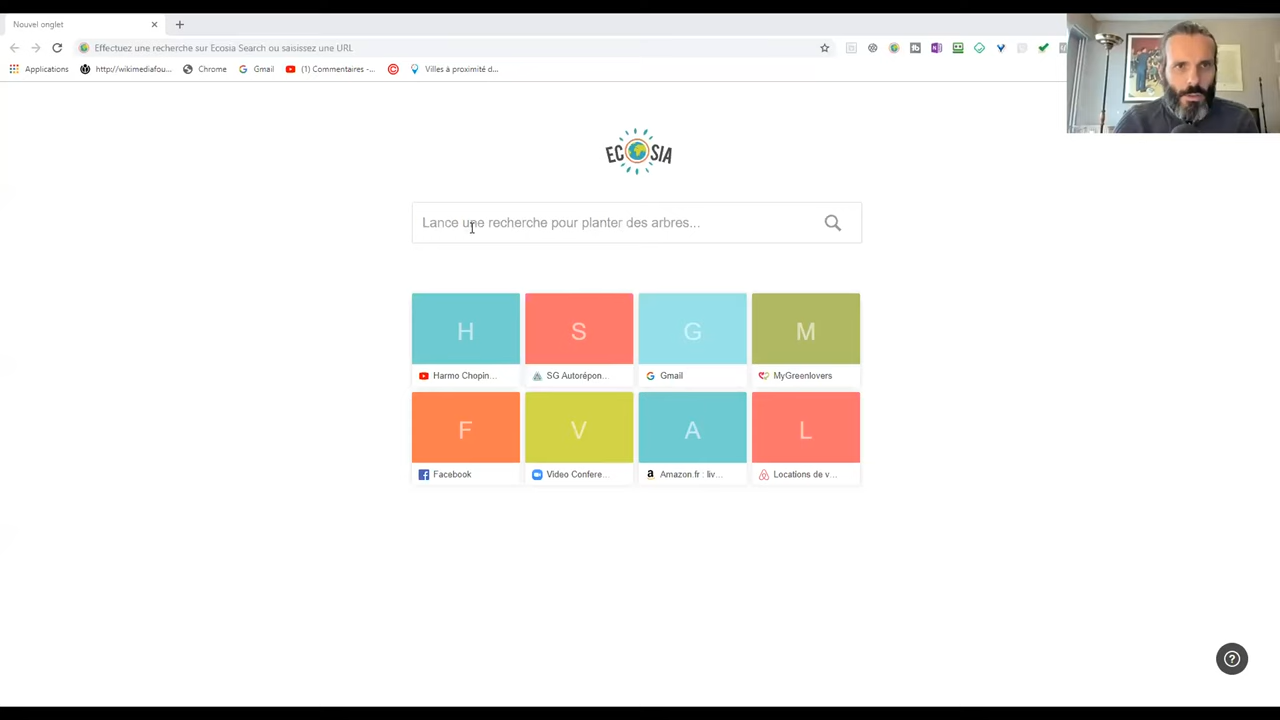 Nouvel onglet
Effectuez une recherche sur Ecosia Search ou saisissez une URL
Applications http://wikimediafou... Chrome Gmail (1) Commentaires -... Villes à proximité d...
ECOSIA
Lance une recherche pour planter des arbres...
H S G M
Harmo Chopin... SG Autorépon... Gmail MyGreenlovers
F V A L
Facebook Video Confere... Amazon.fr : liv... Locations de v...